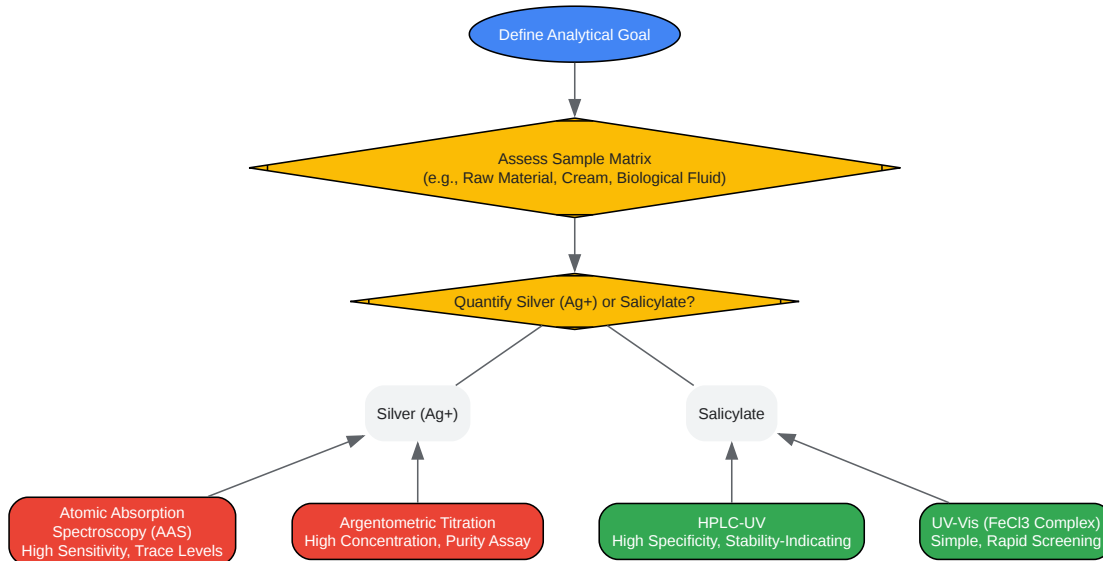 Define Analytical Goal
Assess Sample Matrix
(e.g., Raw Material, Cream, Biological Fluid)
Quantify Silver (Ag+) or Salicylate?
Silver (Ag+)
Salicylate
Atomic Absorption
Spectroscopy (AAS)
High Sensitivity, Trace Levels
Argentometric Titration
High Concentration, Purity Assay
HPLC-UV
High Specificity, Stability-Indicating
UV-Vis (FeCl3 Complex)
Simple, Rapid Screening